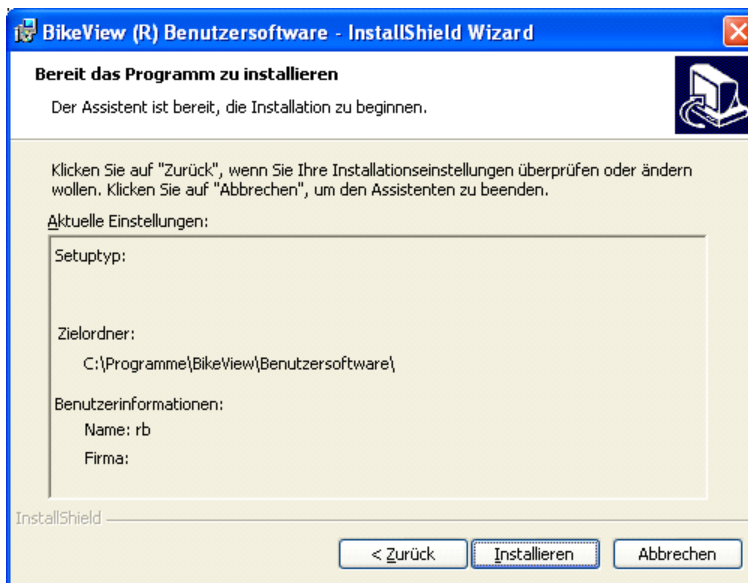 BikeView (R) Benutzersoftware - InstallShield Wizard
Bereit das Programm zu installieren
Der Assistent ist bereit, die Installation zu beginnen.
Klicken Sie auf "Zurück", wenn Sie Ihre Installationseinstellungen überprüfen oder ändern
wollen. Klicken Sie auf "Abbrechen", um den Assistenten zu beenden.
Aktuelle Einstellungen:
Setuptyp:
Zielordner:
C:\Programme\BikeView\Benutzersoftware\
Benutzerinformationen:
Name: rb
Firma:
InstallShield
< Zurück Installieren Abbrechen